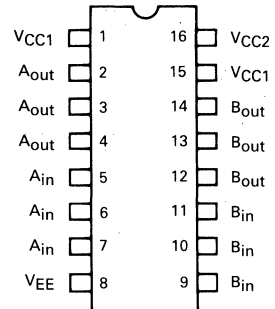 VCC1 1 16 VCC2
Aout 2 15 VCC1
Aout 3 14 Bout
Aout 4 13 Bout
Ain 5 12 Bout
Ain 6 11 Bin
Ain 7 10 Bin
VEE 8 9 Bin